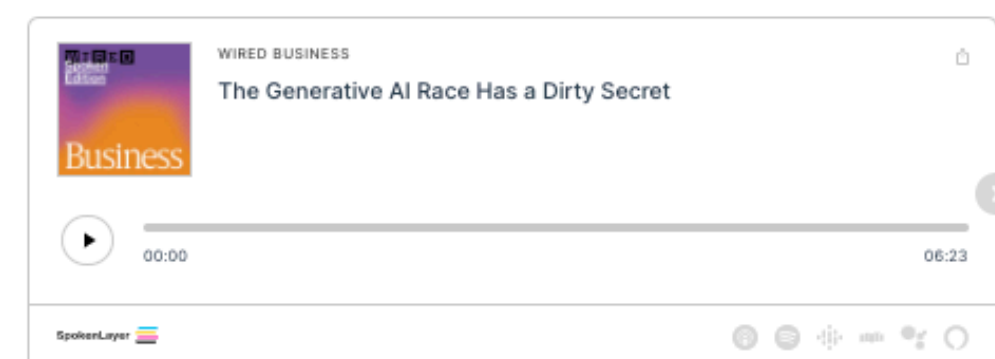 WIRED
Spoken
Edition
Business
WIRED BUSINESS
The Generative AI Race Has a Dirty Secret
00:00
06:23
SpokenLayer